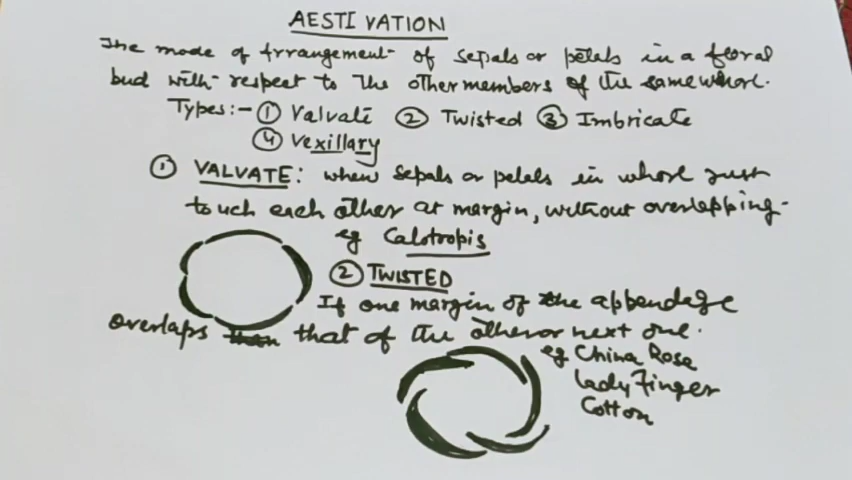 AESTIVATION
The mode of arrangement of sepals or petals in a floral
bud with respect to the other members of the same whorl.
Types:- ① Valvate ② Twisted ③ Imbricate
④ Vexillary
① VALVATE: when sepals or petals in whorl just
touch each other at margin, without overlapping.
eg Calotropis
② TWISTED
If one margin of the appendage
overlaps than that of the other or next one.
eg China Rose
lady Finger
Cotton